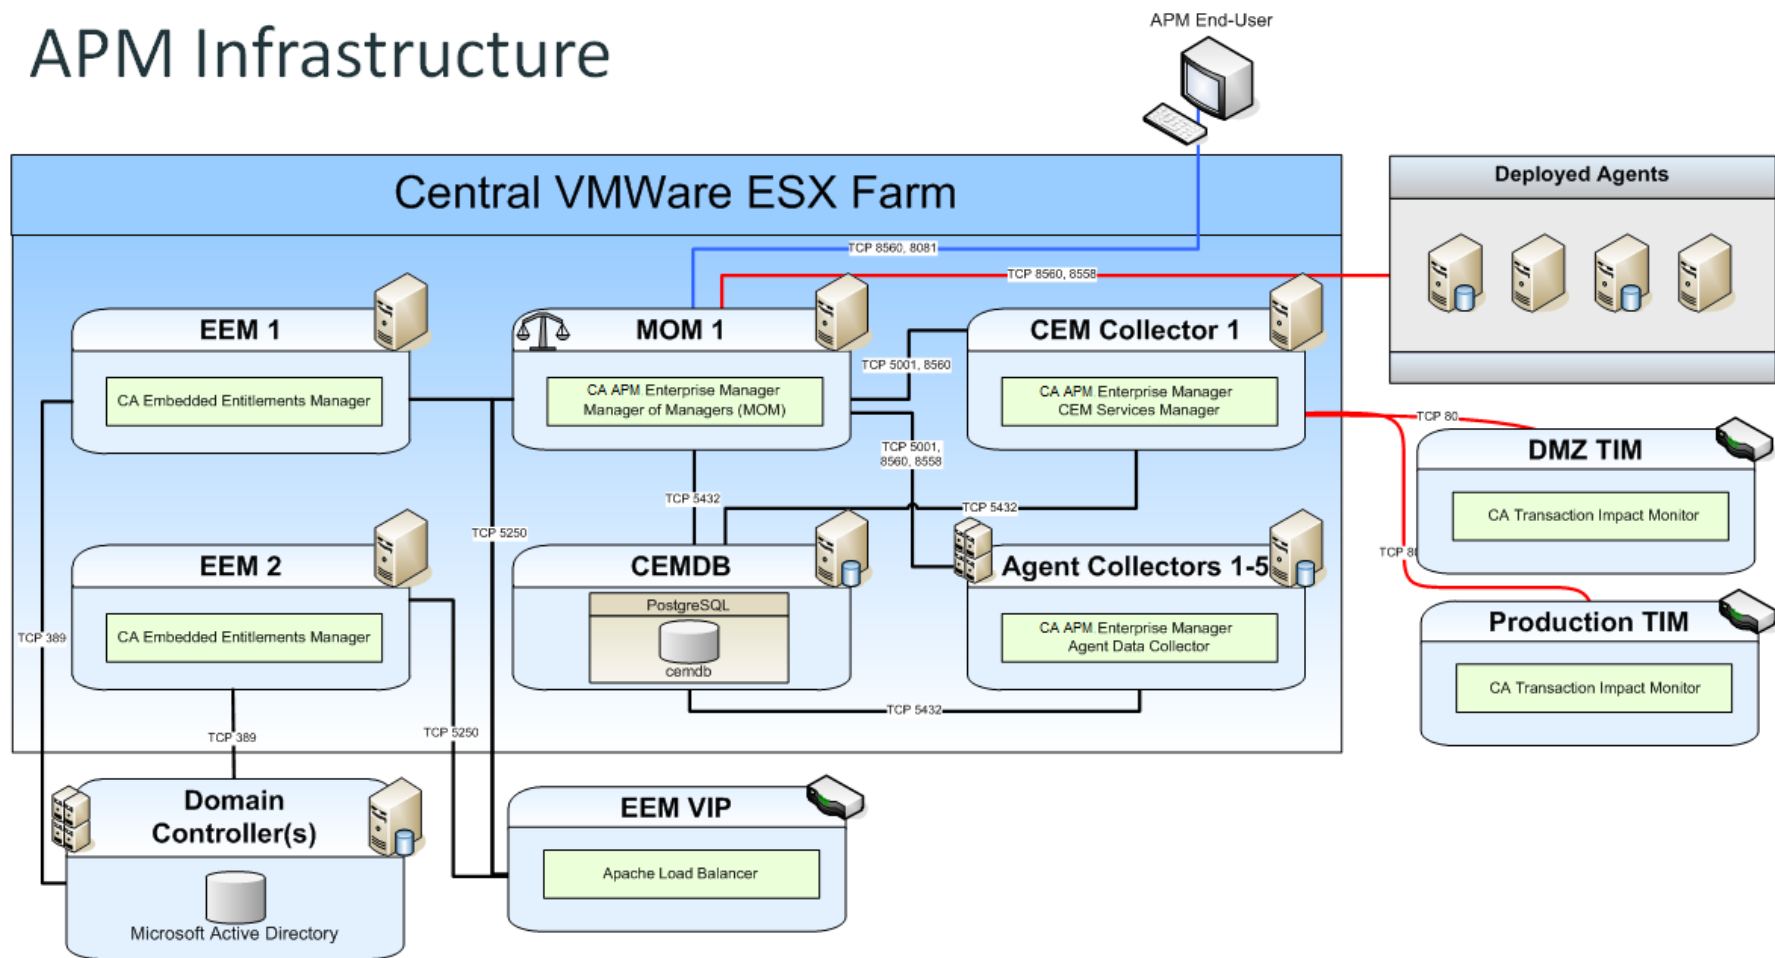 APM Infrastructure
APM End-User
Central VMWare ESX Farm
Deployed Agents
TCP 8560, 8081
TCP 8560, 8558
EEM 1
CA Embedded Entitlements Manager
MOM 1
CA APM Enterprise Manager
Manager of Managers (MOM)
TCP 5001, 8560
CEM Collector 1
CA APM Enterprise Manager
CEM Services Manager
TCP 80
DMZ TIM
CA Transaction Impact Monitor
TCP 5001,
8560, 8558
TCP 5432
TCP 5432
TCP 5250
TCP 80
EEM 2
CA Embedded Entitlements Manager
CEMDB
PostgreSQL
cemdb
Agent Collectors 1-5
CA APM Enterprise Manager
Agent Data Collector
Production TIM
CA Transaction Impact Monitor
TCP 389
TCP 5432
TCP 389
TCP 5250
Domain
Controller(s)
Microsoft Active Directory
EEM VIP
Apache Load Balancer